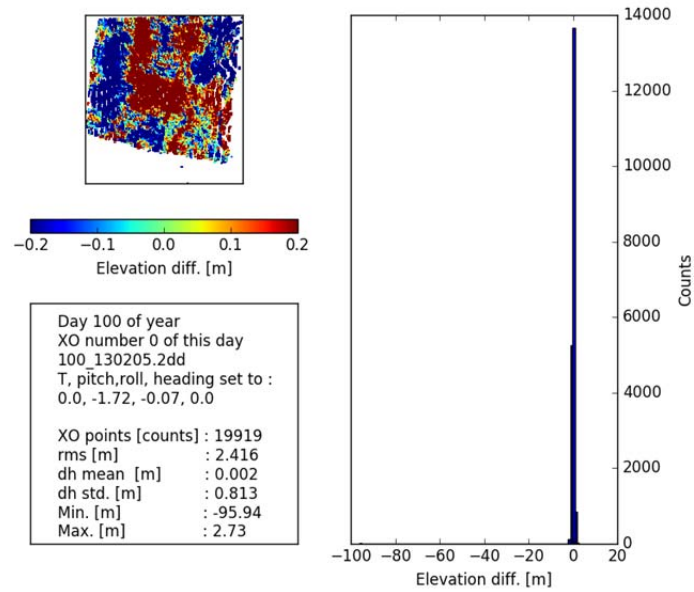 −0.2 −0.1 0.0 0.1 0.2
Elevation diff. [m]
Day 100 of year
XO number 0 of this day
100_130205.2dd
T, pitch,roll, heading set to :
0.0, -1.72, -0.07, 0.0
XO points [counts] : 19919
rms [m] : 2.416
dh mean [m] : 0.002
dh std. [m] : 0.813
Min. [m] : -95.94
Max. [m] : 2.73
14000
12000
10000
8000
6000
4000
2000
0
Counts
−100 −80 −60 −40 −20 0 20
Elevation diff. [m]